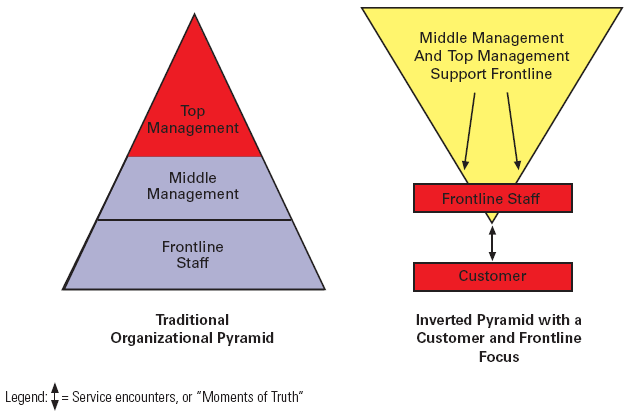 Top
Management
Middle
Management
Frontline
Staff
Traditional
Organizational Pyramid
Middle Management
And Top Management
Support Frontline
Frontline Staff
Customer
Inverted Pyramid with a
Customer and Frontline
Focus
Legend: = Service encounters, or “Moments of Truth”